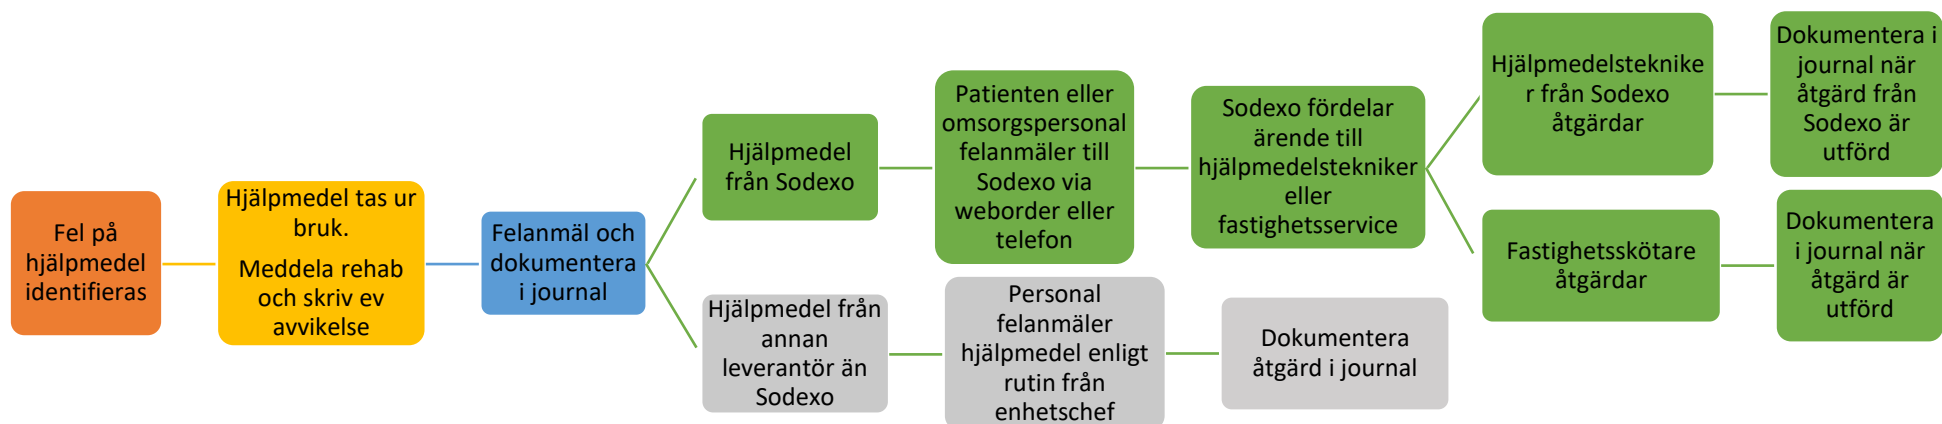 Fel på
hjälpmedel
identifieras
Hjälpmedel tas ur
bruk.
Meddela rehab
och skriv ev
avvikelse
Felanmäl och
dokumentera
i journal
Hjälpmedel
från Sodexo
Patienten eller
omsorgspersonal
felanmäler till
Sodexo via
weborder eller
telefon
Sodexo fördelar
ärende till
hjälpmedelstekniker
eller
fastighetsservice
Hjälpmedelsteknike
r från Sodexo
åtgärdar
Dokumentera i
journal när
åtgärd från
Sodexo är
utförd
Fastighetsskötare
åtgärdar
Dokumentera
i journal när
åtgärd är
utförd
Hjälpmedel från
annan
leverantör än
Sodexo
Personal
felanmäler
hjälpmedel enligt
rutin från
enhetschef
Dokumentera
åtgärd i journal